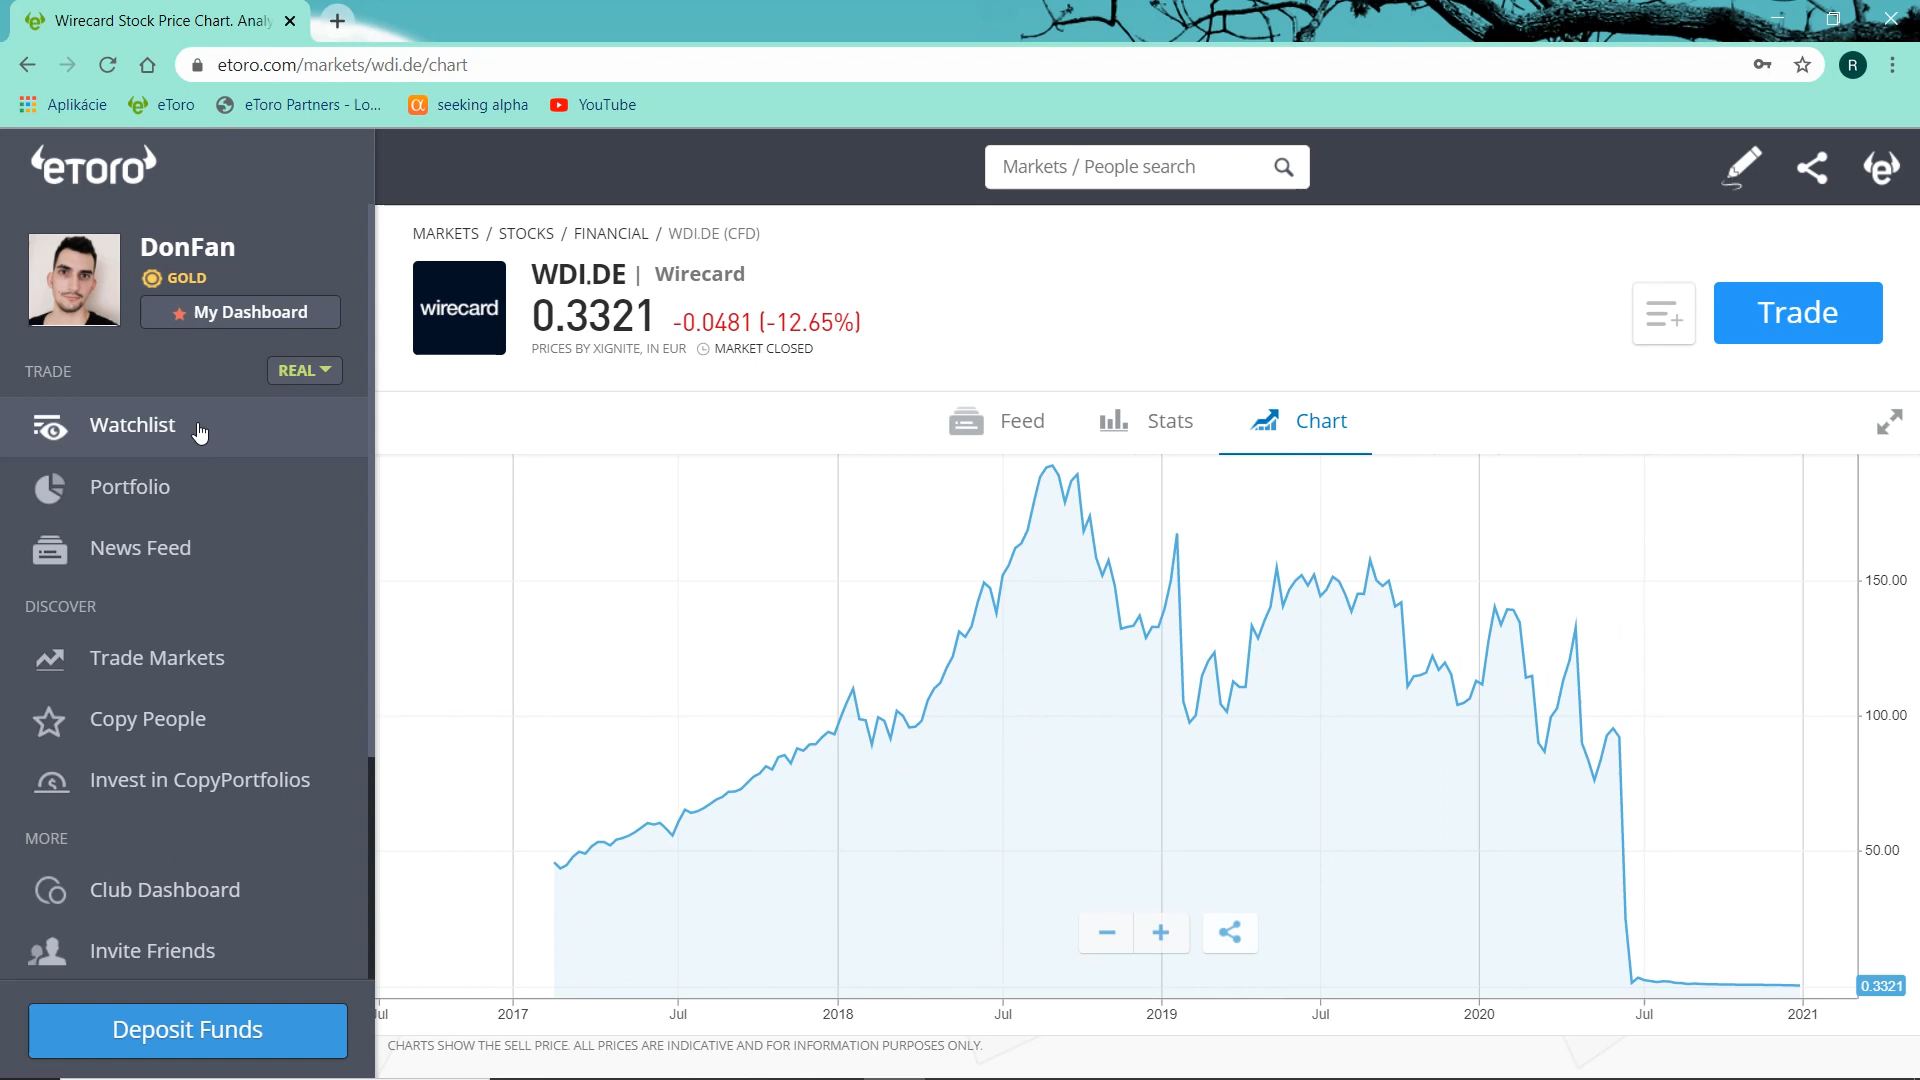 Wirecard Stock Price Chart. Analy
etoro.com/markets/wdi.de/chart
R
Aplikácie
eToro
eToro Partners - Lo...
seeking alpha
YouTube
eToro
Markets / People search
DonFan
GOLD
My Dashboard
TRADE
REAL
Watchlist
Portfolio
News Feed
DISCOVER
Trade Markets
Copy People
Invest in CopyPortfolios
MORE
Club Dashboard
Invite Friends
Deposit Funds
MARKETS / STOCKS / FINANCIAL / WDI.DE (CFD)
wirecard
WDI.DE | Wirecard
0.3321 -0.0481 (-12.65%)
PRICES BY XIGNITE, IN EUR MARKET CLOSED
Trade
Feed Stats Chart
150.00
100.00
50.00
0.3321
Jul 2017 Jul 2018 Jul 2019 Jul 2020 Jul 2021
CHARTS SHOW THE SELL PRICE. ALL PRICES ARE INDICATIVE AND FOR INFORMATION PURPOSES ONLY.